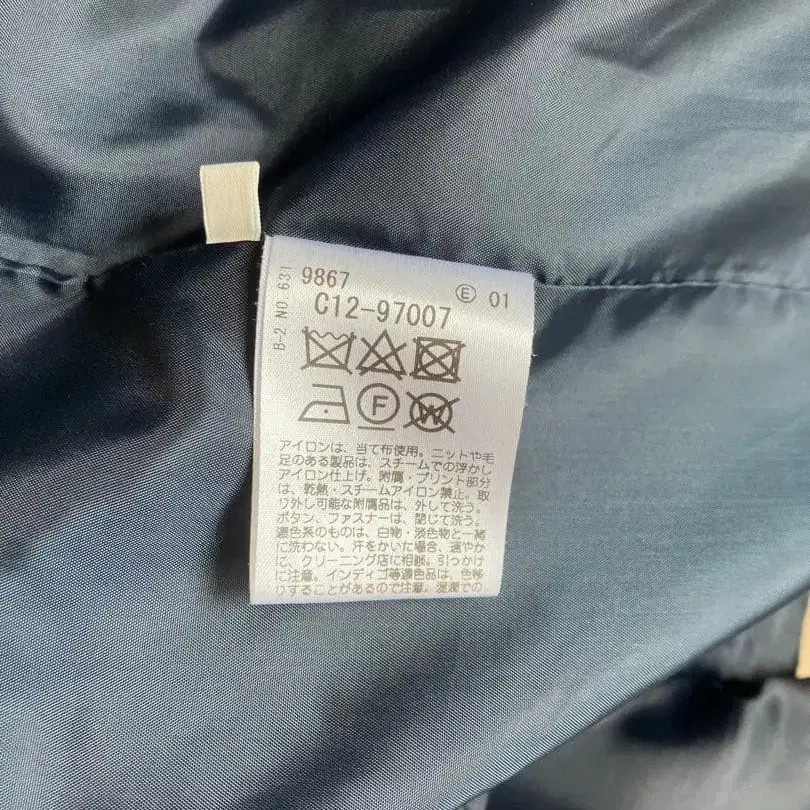 B-2 NO 631
9867
Ⓔ 01
C12-97007
F
W
アイロンは、当て布使用。ニットや毛
足のある製品は、スチームでの浮かし
アイロン仕上げ。附属・プリント部分
は、乾熱・スチームアイロン禁止。取
り外し可能な附属品は、外して洗う。
ボタン、ファスナーは、閉じて洗う。
濃色系のものは、白物・淡色物と一緒
に洗わない。汗をかいた場合、速やか
に、クリーニング店に相談。引っかけ
に注意。インディゴ等濃色品は、色移
りすることがあるので注意。湿潤での